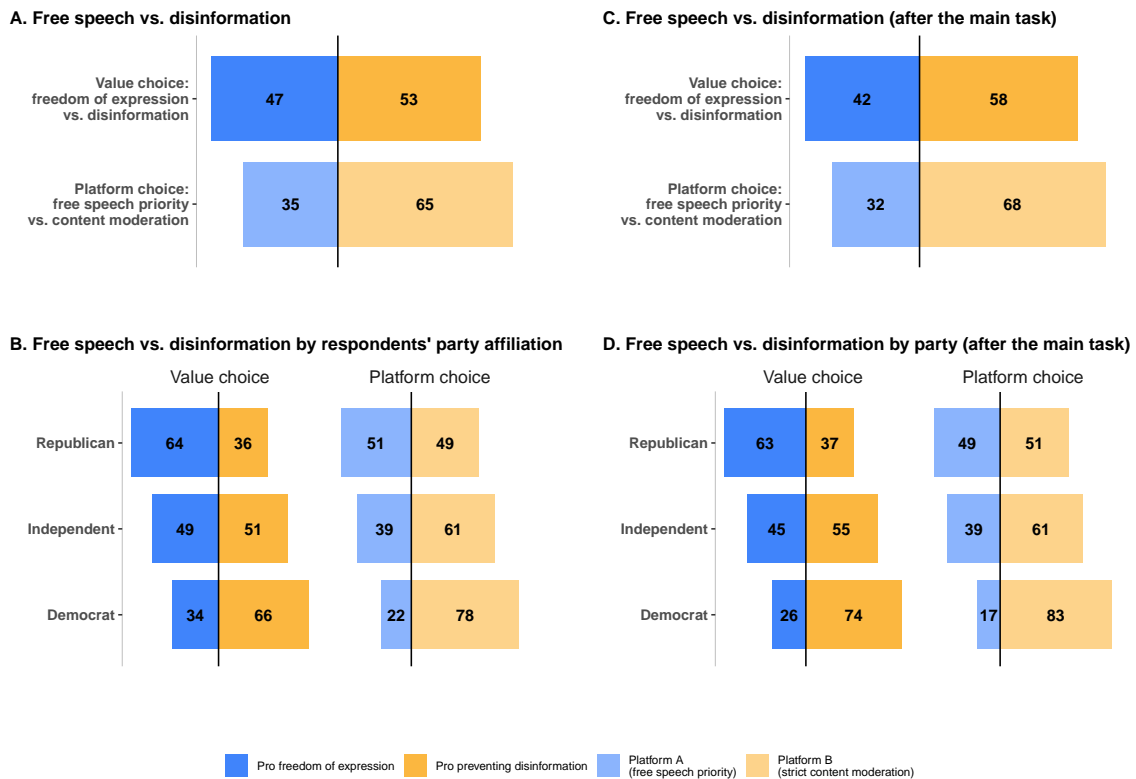 A. Free speech vs. disinformation
Value choice:
freedom of expression
vs. disinformation
47
53
Platform choice:
free speech priority
vs. content moderation
35
65
C. Free speech vs. disinformation (after the main task)
Value choice:
freedom of expression
vs. disinformation
42
58
Platform choice:
free speech priority
vs. content moderation
32
68
B. Free speech vs. disinformation by respondents' party affiliation
Value choice
Platform choice
Republican
64
36
51
49
Independent
49
51
39
61
Democrat
34
66
22
78
D. Free speech vs. disinformation by party (after the main task)
Value choice
Platform choice
Republican
63
37
49
51
Independent
45
55
39
61
Democrat
26
74
17
83
Pro freedom of expression
Pro preventing disinformation
Platform A
(free speech priority)
Platform B
(strict content moderation)